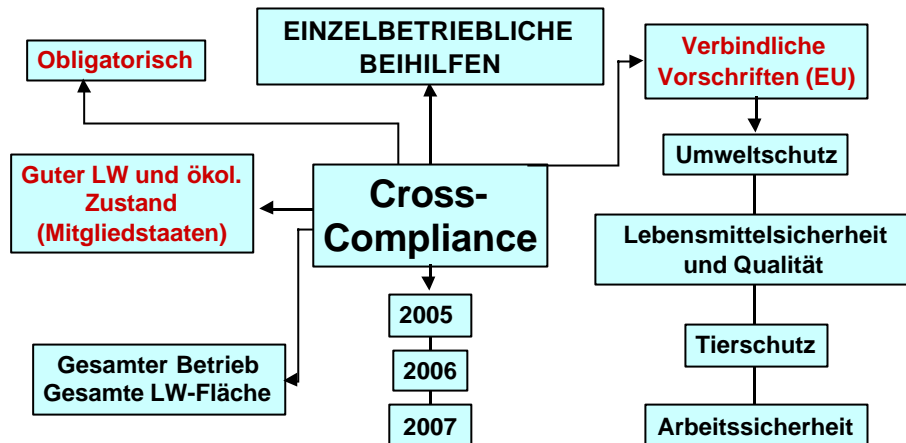 EINZELBETRIEBLICHE
BEIHILFEN
Obligatorisch
Verbindliche
Vorschriften (EU)
Umweltschutz
Guter LW und ökol.
Zustand
(Mitgliedstaaten)
Cross-
Compliance
Lebensmittelsicherheit
und Qualität
2005
Tierschutz
Gesamter Betrieb
Gesamte LW-Fläche
2006
2007
Arbeitssicherheit